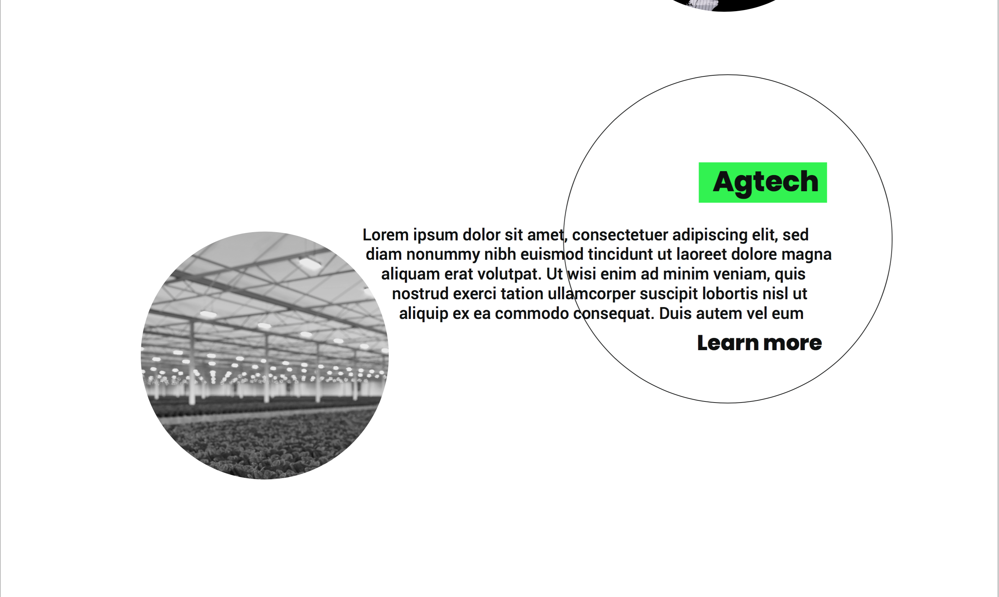 Agtech
Lorem ipsum dolor sit amet, consectetuer adipiscing elit, sed
diam nonummy nibh euismod tincidunt ut laoreet dolore magna
aliquam erat volutpat. Ut wisi enim ad minim veniam, quis
nostrud exerci tation ullamcorper suscipit lobortis nisl ut
aliquip ex ea commodo consequat. Duis autem vel eum
Learn more